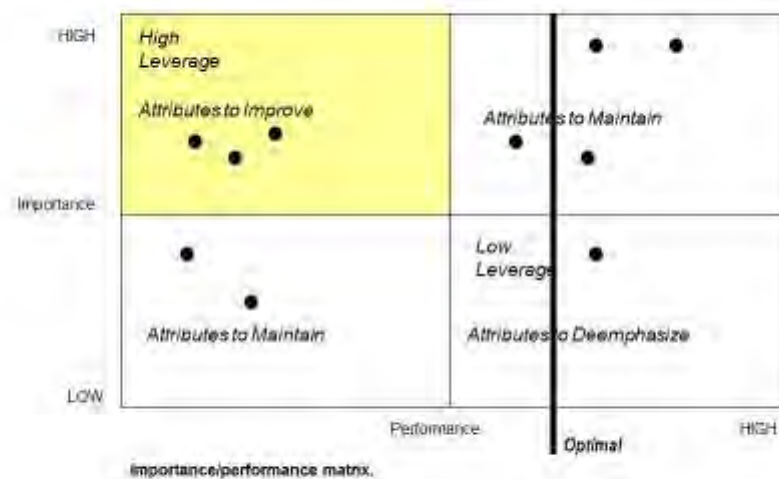 HIGH
High
Leverage
Attributes to Improve
Attributes to Maintain
Importance
Low
Leverage
Attributes to Maintain
Attributes to Deemphasize
LOW
Performance
Optimal
HIGH
Importance/performance matrix.